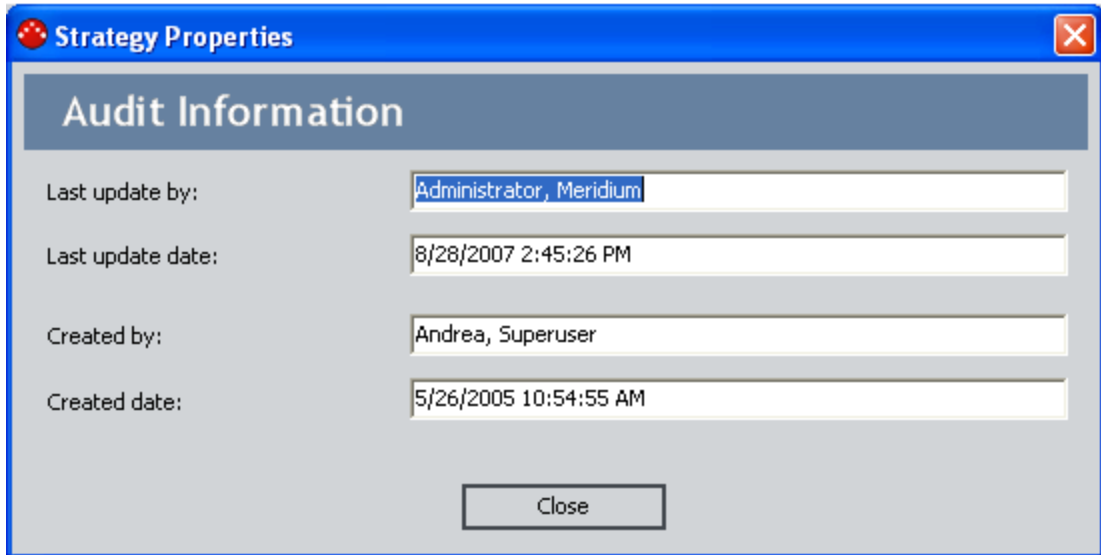 Strategy Properties
Audit Information
Last update by: Administrator, Meridium
Last update date: 8/28/2007 2:45:26 PM
Created by: Andrea, Superuser
Created date: 5/26/2005 10:54:55 AM
Close